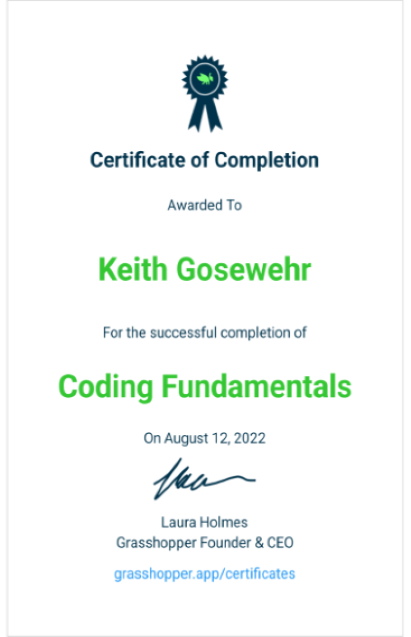 Certificate of Completion
Awarded To
Keith Gosewehr
For the successful completion of
Coding Fundamentals
On August 12, 2022
Laura Holmes
Grasshopper Founder & CEO
grasshopper.app/certificates